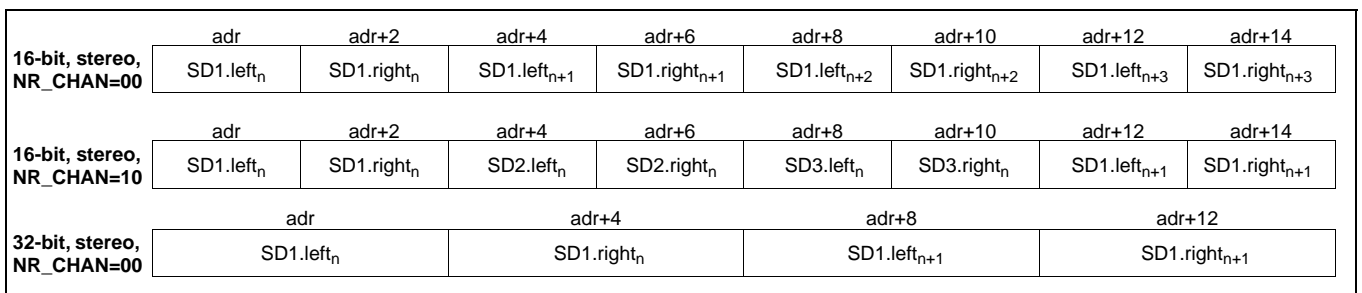 adr adr+2 adr+4 adr+6 adr+8 adr+10 adr+12 adr+14
16-bit, stereo,
NR_CHAN=00
SD1.leftn SD1.rightn SD1.leftn+1 SD1.rightn+1 SD1.leftn+2 SD1.rightn+2 SD1.leftn+3 SD1.rightn+3
adr adr+2 adr+4 adr+6 adr+8 adr+10 adr+12 adr+14
16-bit, stereo,
NR_CHAN=10
SD1.leftn SD1.rightn SD2.leftn SD2.rightn SD3.leftn SD3.rightn SD1.leftn+1 SD1.rightn+1
adr adr+4 adr+8 adr+12
32-bit, stereo,
NR_CHAN=00
SD1.leftn SD1.rightn SD1.leftn+1 SD1.rightn+1